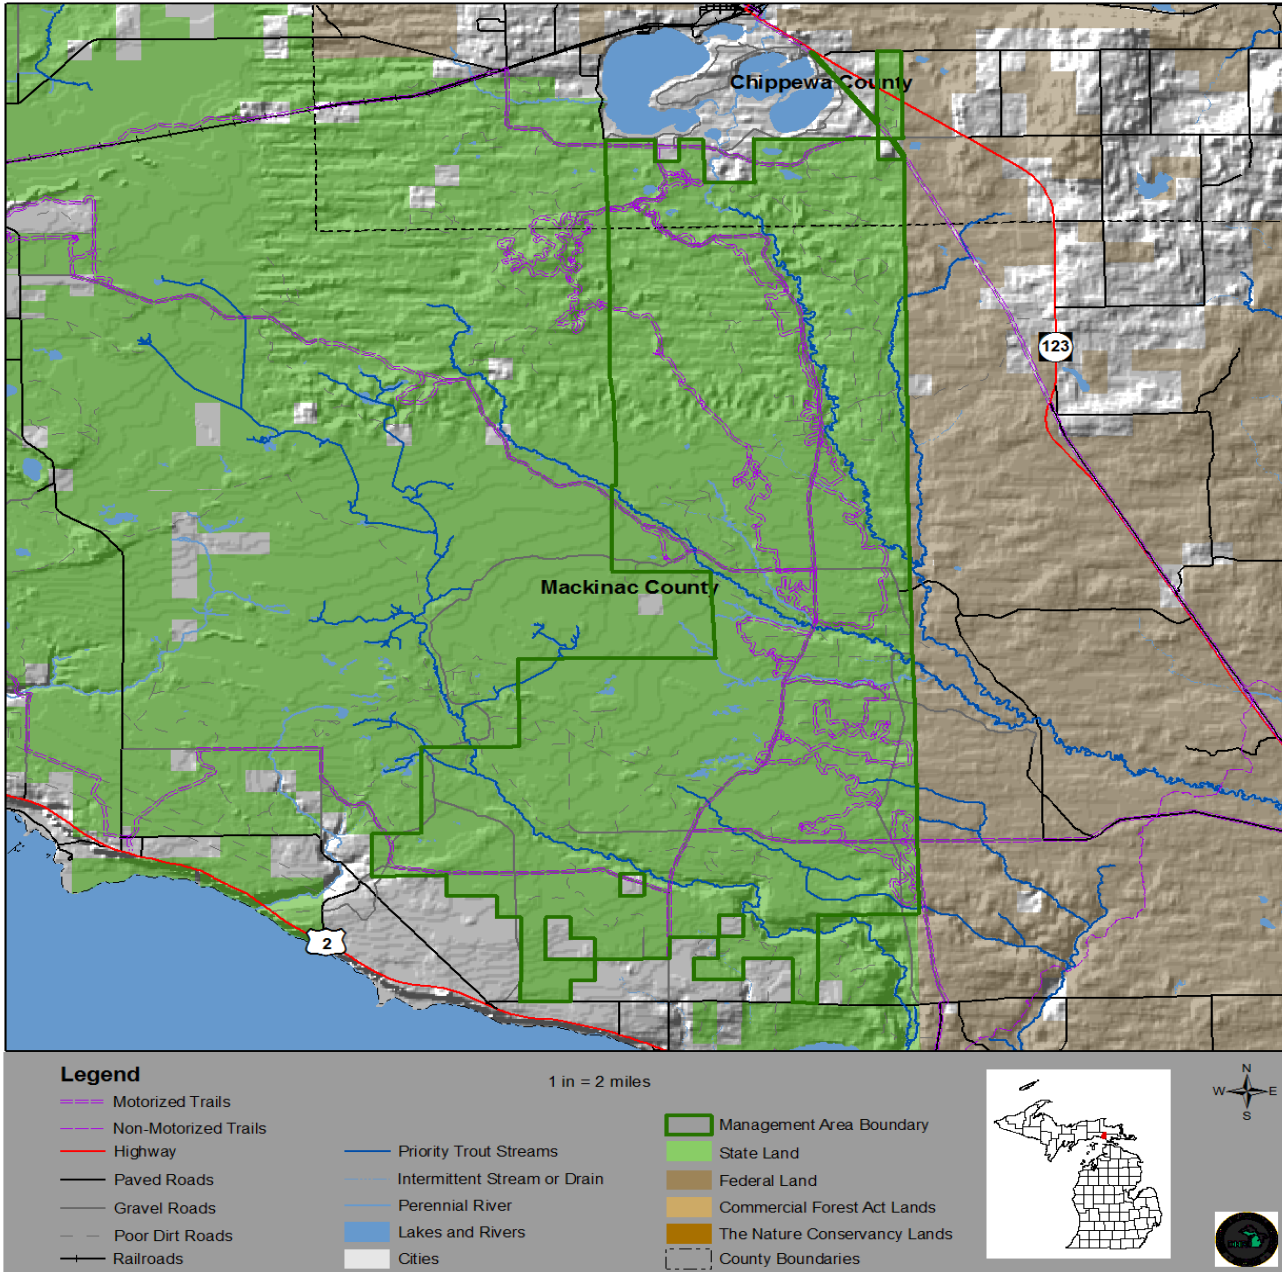 Chippewa County
123
Mackinac County
2
Legend
Motorized Trails
Non-Motorized Trails
Highway
Paved Roads
Gravel Roads
Poor Dirt Roads
Railroads
1 in = 2 miles
Priority Trout Streams
Intermittent Stream or Drain
Perennial River
Lakes and Rivers
Cities
Management Area Boundary
State Land
Federal Land
Commercial Forest Act Lands
The Nature Conservancy Lands
County Boundaries
N
W E
S